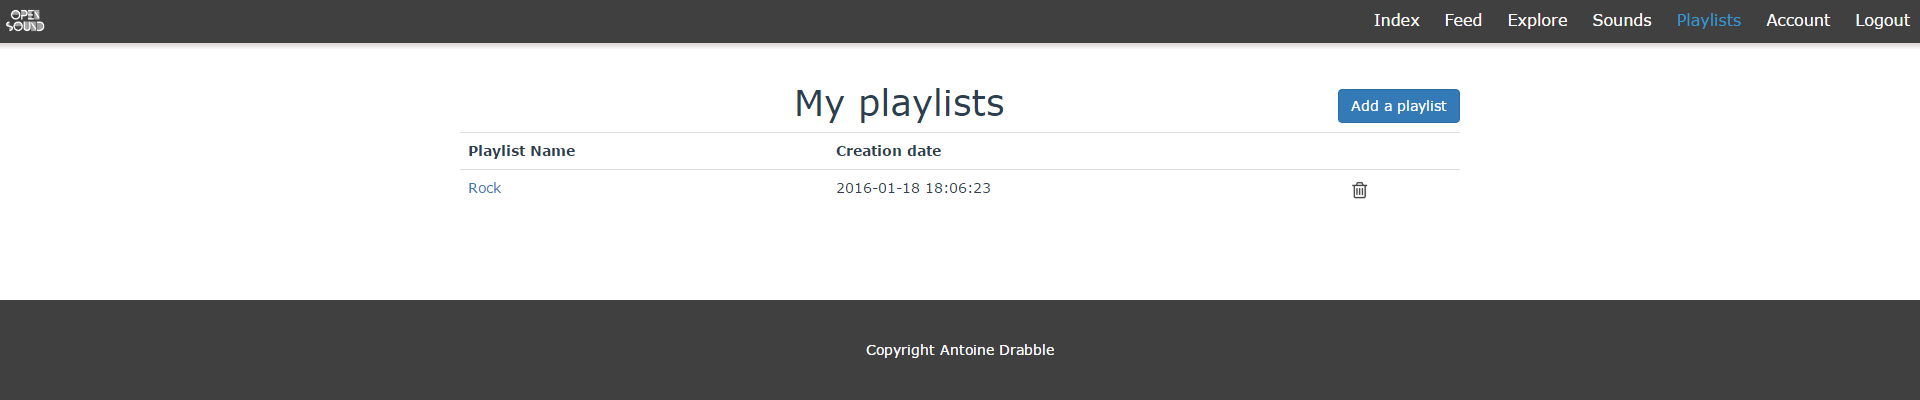 OPEN
SOUND
Index Feed Explore Sounds Playlists Account Logout
My playlists
Add a playlist
Playlist Name Creation date
Rock 2016-01-18 18:06:23
Copyright Antoine Drabble